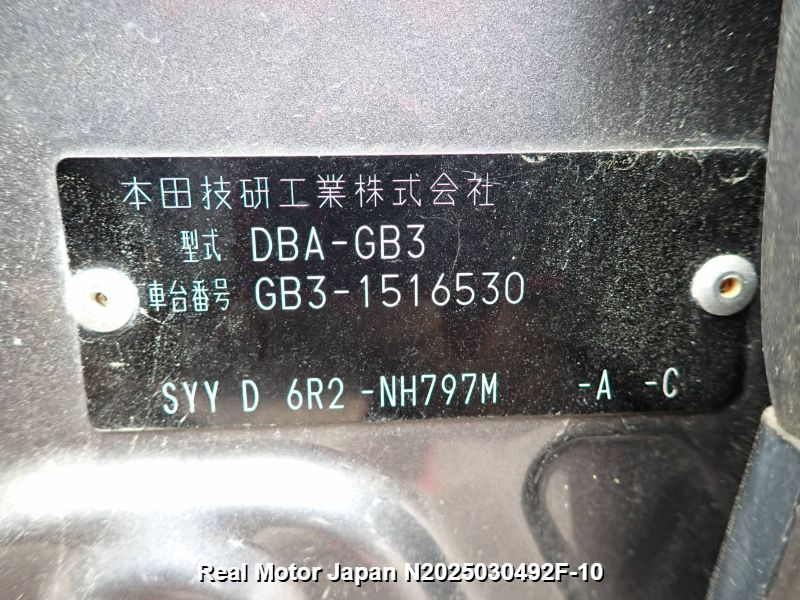 本田技研工業株式会社
型式 DBA-GB3
車台番号 GB3-1516530
SYY D 6R2 -NH797M -A -C
Real Motor Japan N2025030492F-10